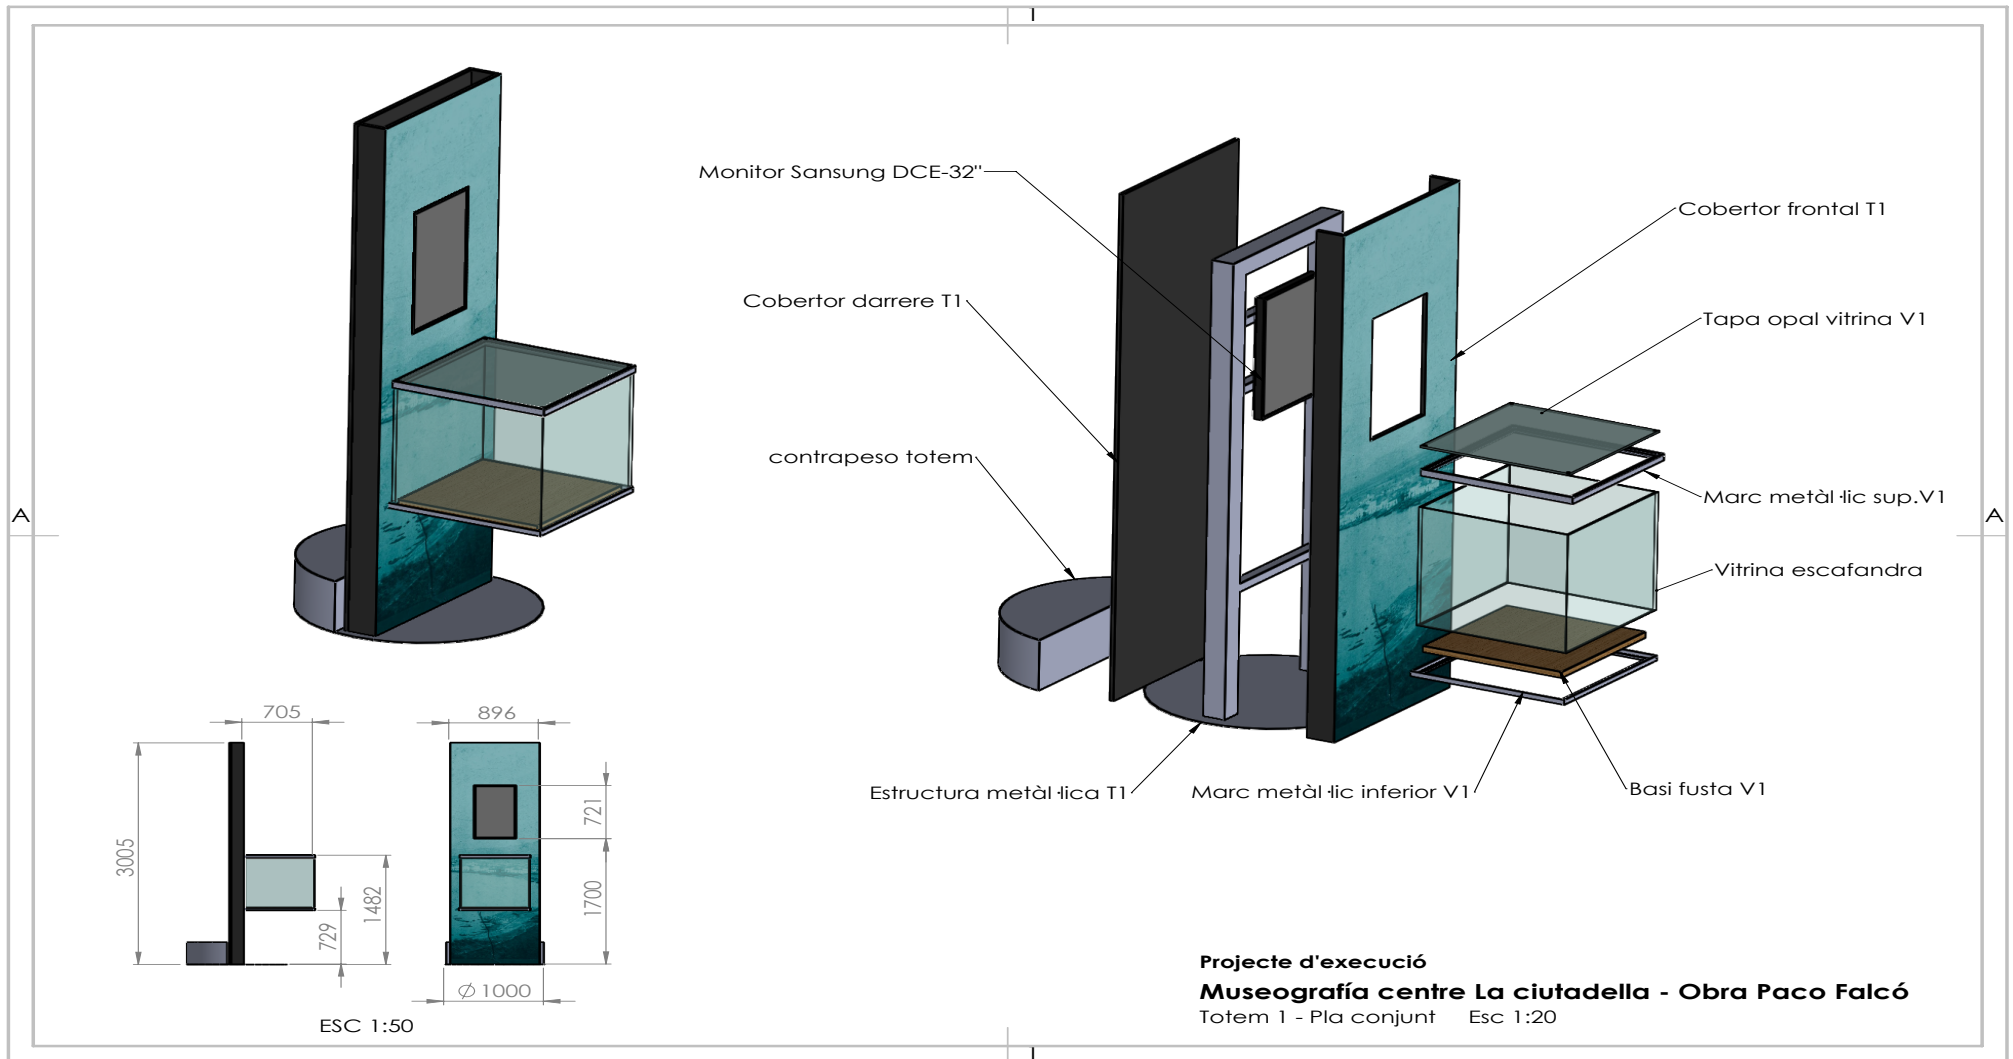 I
Monitor Sansung DCE-32"
Cobertor frontal T1
Cobertor darrere T1
Tapa opal vitrina V1
contrapeso totem
Marc metàl·lic sup.V1
A
A
Vitrina escafandra
Estructura metàl·lica T1
Marc metàl·lic inferior V1
Basi fusta V1
705
896
3005
721
1482
1700
729
∅1000
ESC 1:50
Projecte d'execució
Museografía centre La ciutadella - Obra Paco Falcó
Totem 1 - Pla conjunt Esc 1:20
I